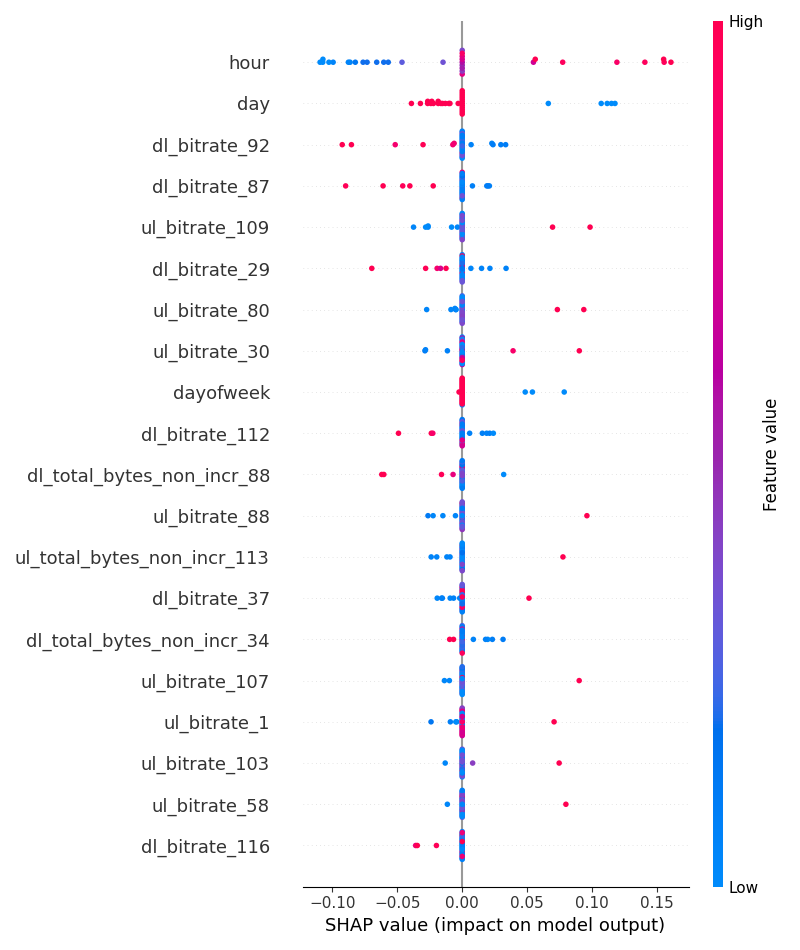 High
hour
day
dl_bitrate_92
dl_bitrate_87
ul_bitrate_109
dl_bitrate_29
ul_bitrate_80
ul_bitrate_30
dayofweek
dl_bitrate_112
dl_total_bytes_non_incr_88
ul_bitrate_88
ul_total_bytes_non_incr_113
dl_bitrate_37
dl_total_bytes_non_incr_34
ul_bitrate_107
ul_bitrate_1
ul_bitrate_103
ul_bitrate_58
dl_bitrate_116
Feature value
Low
−0.10 −0.05 0.00 0.05 0.10 0.15
SHAP value (impact on model output)